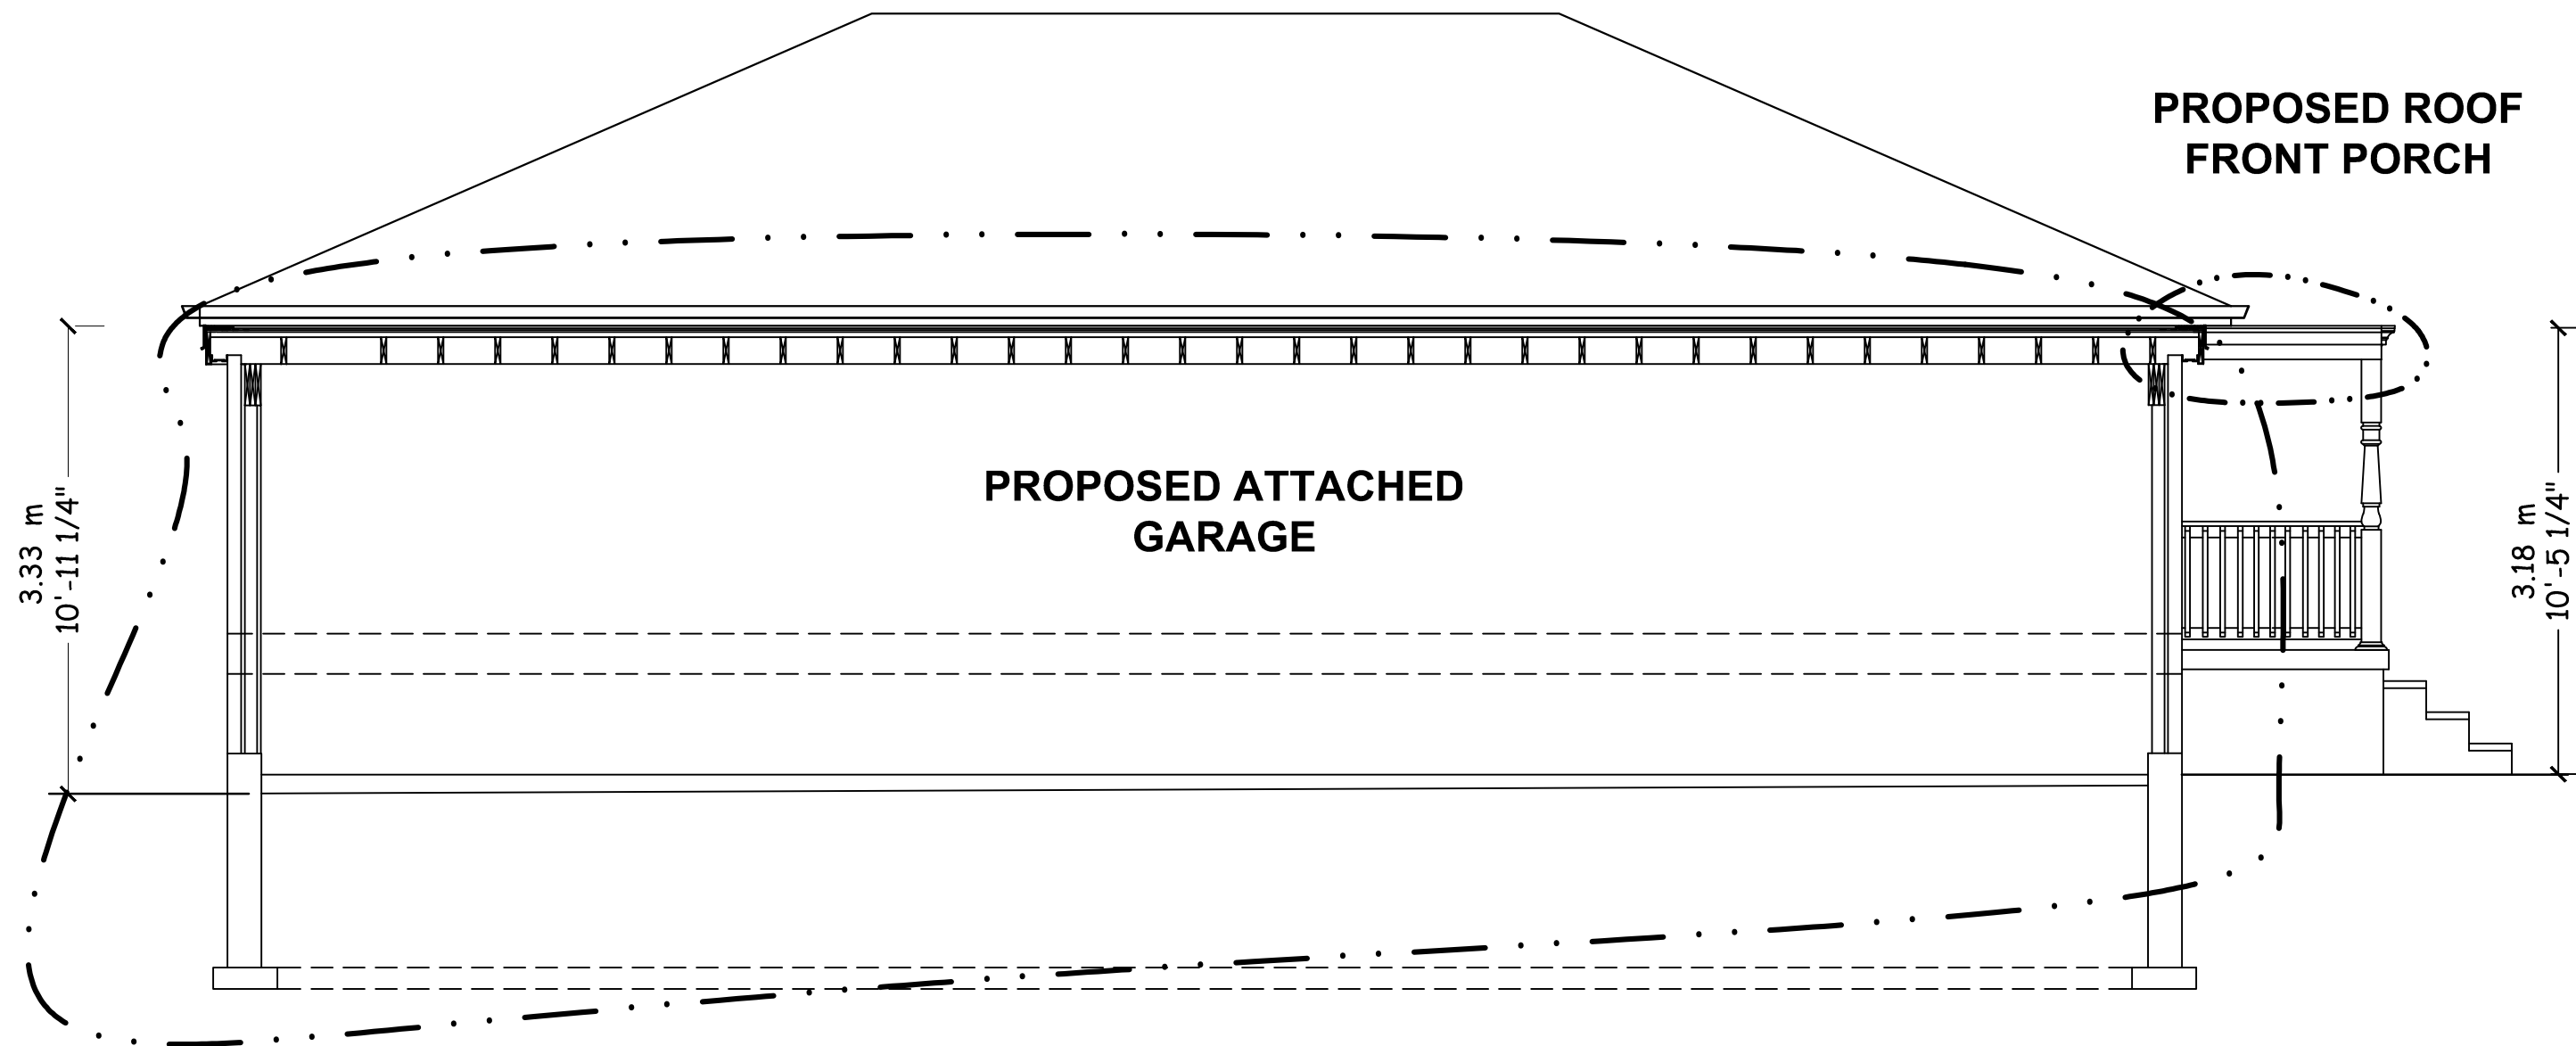 PROPOSED ROOF
FRONT PORCH
PROPOSED ATTACHED
GARAGE
3.33 m
10'-11 1/4"
3.18 m
10'-5 1/4"